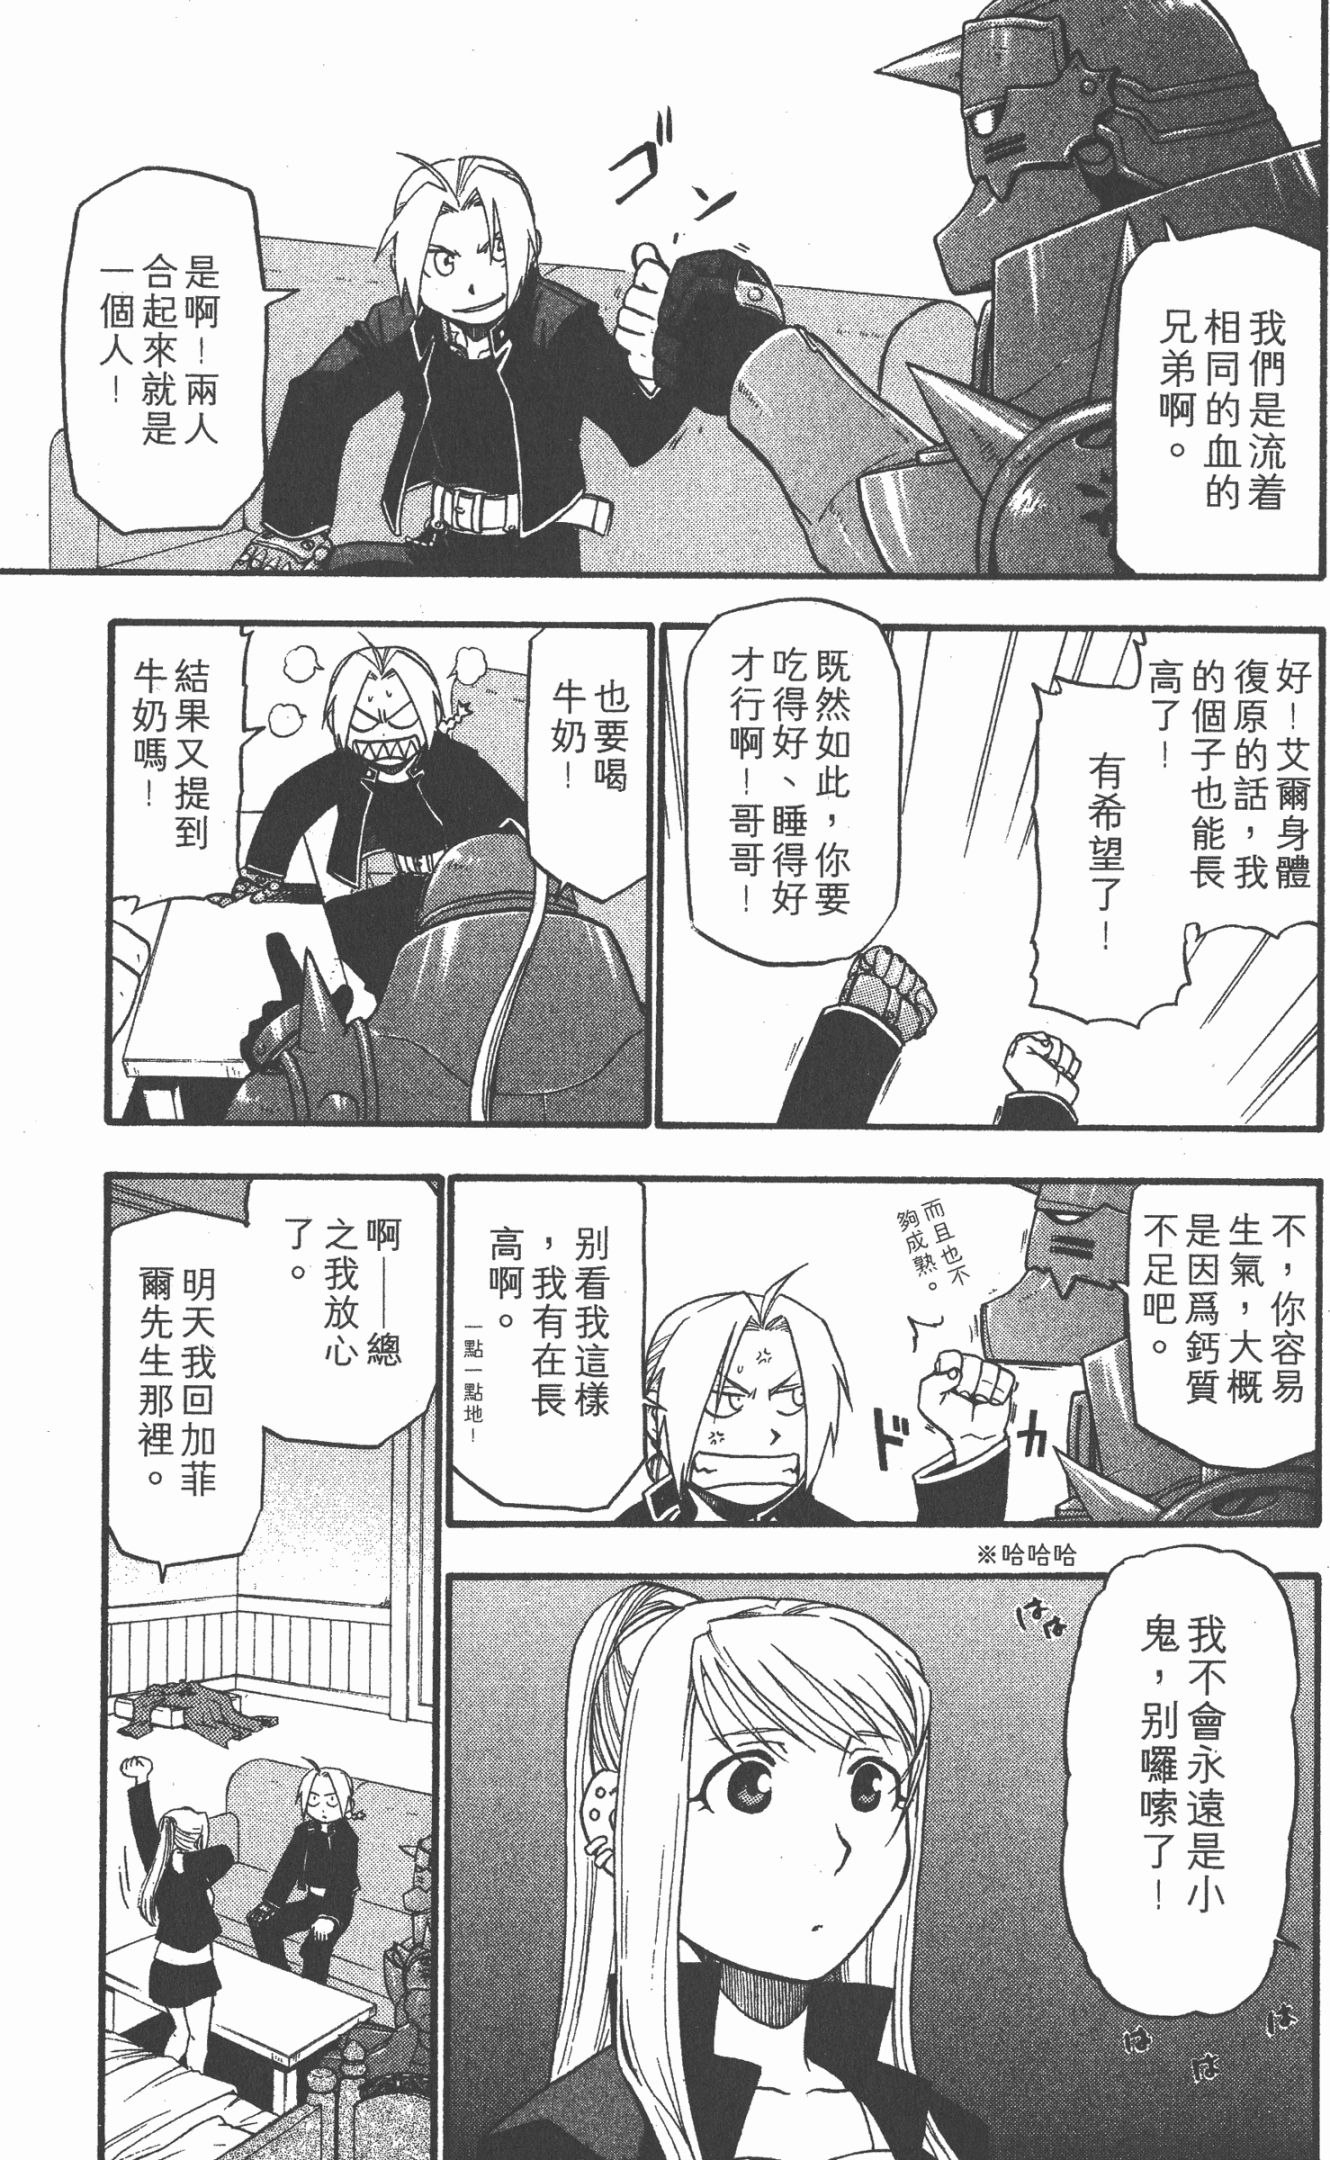 我們是流着
相同的血的
兄弟啊。
ゴン
是啊！兩人
合起來就是
一個人！
好！艾爾身體
復原的話，我
的個子也能長
高了！
有希望了！
既然如此，你要
吃得好、睡得好
才行啊！哥哥！
也要喝
牛奶！
結果又提到
牛奶嗎！
不，你容易
生氣，大概
是因爲鈣質
不足吧。
而且也不
夠成熟。
ドカ
别看我這樣
，我有在長
高啊。
一點一點地！
※哈哈哈
我不會永遠是小
鬼，别囉嗦了！
はは
は
は
は
啊——總
之我放心
了。
明天我回加菲
爾先生那裡。